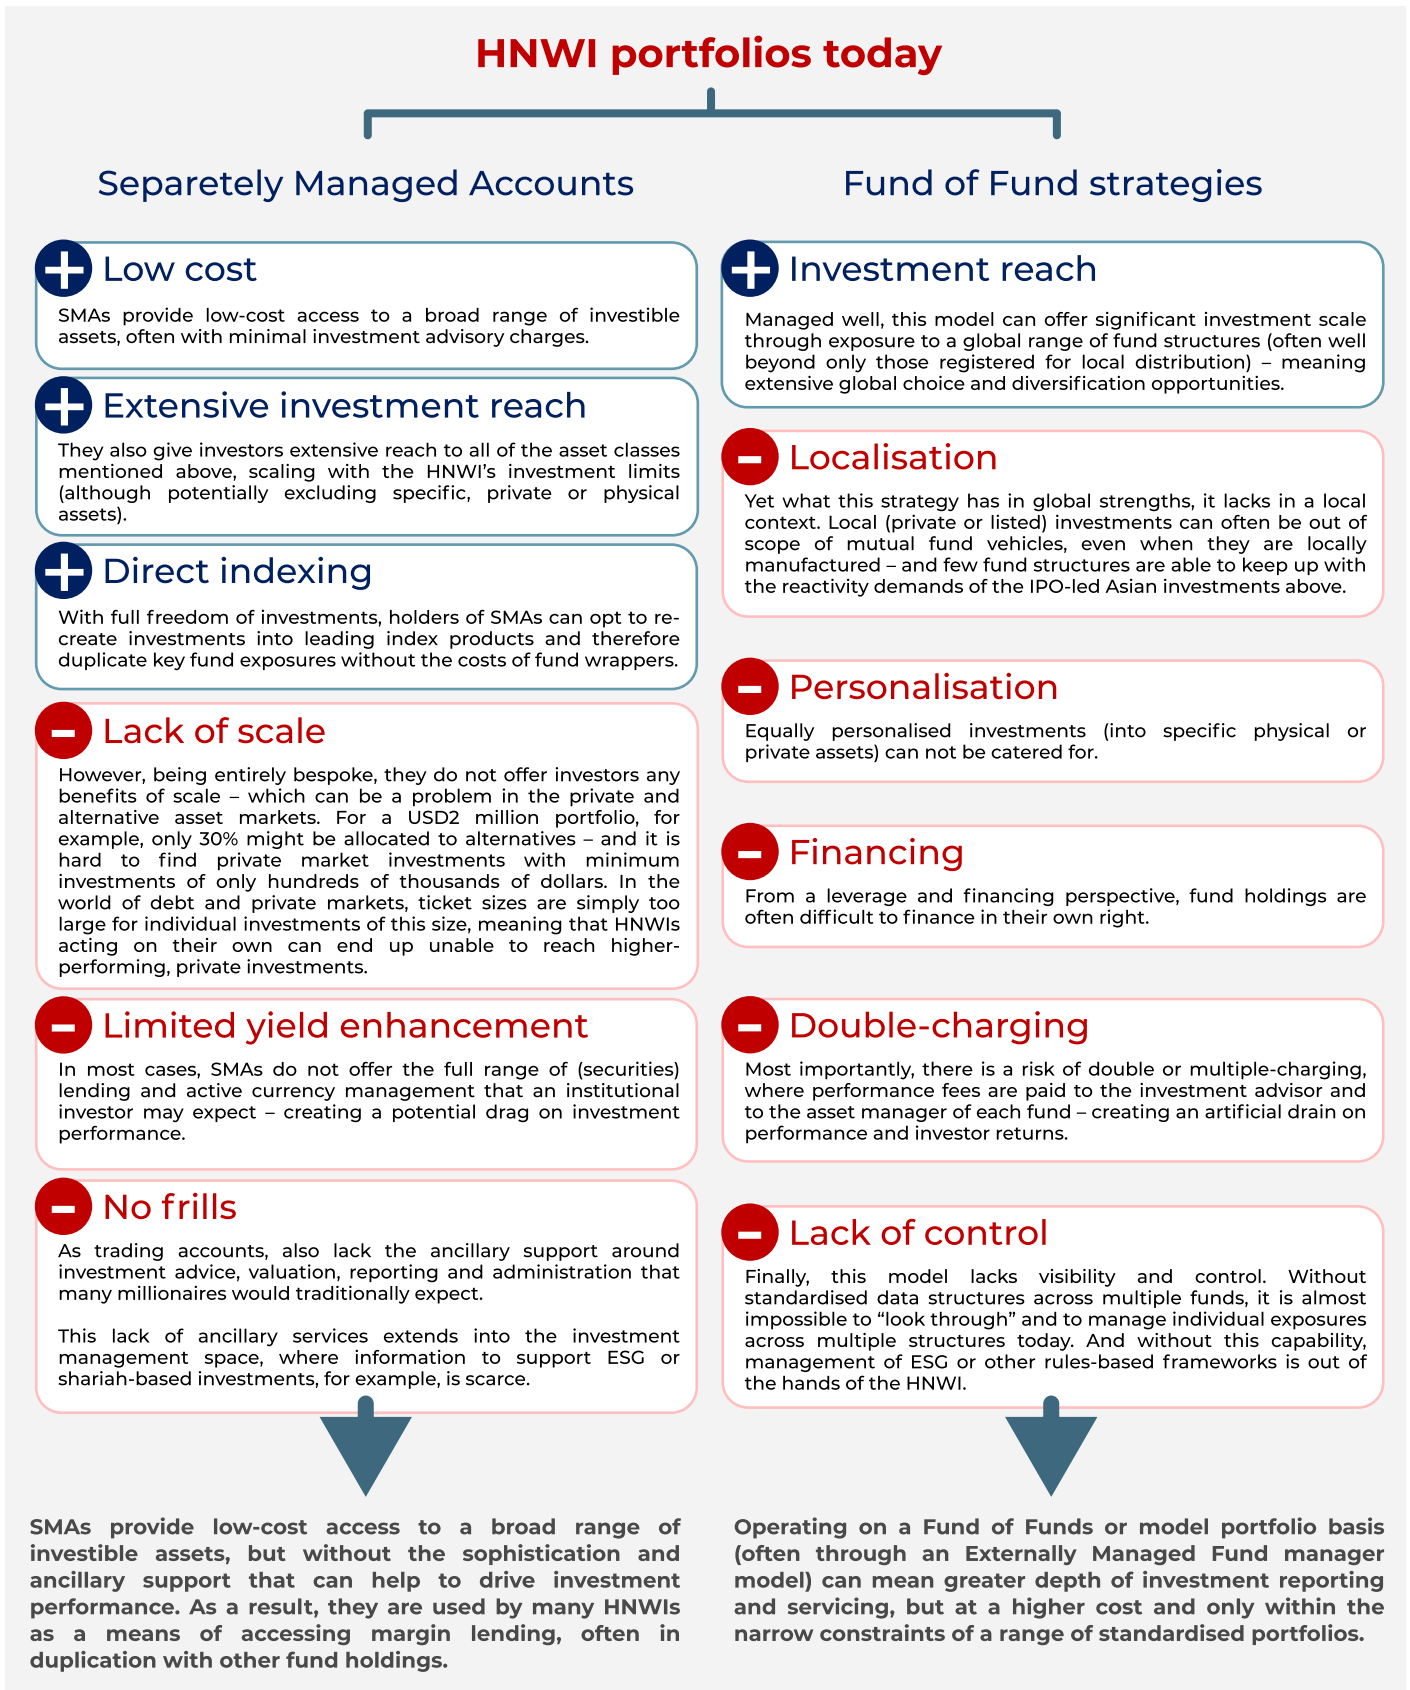 HNWI portfolios today
Separetely Managed Accounts
Low cost
SMAs provide low-cost access to a broad range of investible
assets, often with minimal investment advisory charges.
Extensive investment reach
They also give investors extensive reach to all of the asset classes
mentioned above, scaling with the HNWI’s investment limits
(although potentially excluding specific, private or physical
assets).
Direct indexing
With full freedom of investments, holders of SMAs can opt to re-
create investments into leading index products and therefore
duplicate key fund exposures without the costs of fund wrappers.
Lack of scale
However, being entirely bespoke, they do not offer investors any
benefits of scale – which can be a problem in the private and
alternative asset markets. For a USD2 million portfolio, for
example, only 30% might be allocated to alternatives – and it is
hard to find private market investments with minimum
investments of only hundreds of thousands of dollars. In the
world of debt and private markets, ticket sizes are simply too
large for individual investments of this size, meaning that HNWIs
acting on their own can end up unable to reach higher-
performing, private investments.
Limited yield enhancement
In most cases, SMAs do not offer the full range of (securities)
lending and active currency management that an institutional
investor may expect – creating a potential drag on investment
performance.
No frills
As trading accounts, also lack the ancillary support around
investment advice, valuation, reporting and administration that
many millionaires would traditionally expect.
This lack of ancillary services extends into the investment
management space, where information to support ESG or
shariah-based investments, for example, is scarce.
SMAs provide low-cost access to a broad range of
investible assets, but without the sophistication and
ancillary support that can help to drive investment
performance. As a result, they are used by many HNWIs
as a means of accessing margin lending, often in
duplication with other fund holdings.
Fund of Fund strategies
Investment reach
Managed well, this model can offer significant investment scale
through exposure to a global range of fund structures (often well
beyond only those registered for local distribution) – meaning
extensive global choice and diversification opportunities.
Localisation
Yet what this strategy has in global strengths, it lacks in a local
context. Local (private or listed) investments can often be out of
scope of mutual fund vehicles, even when they are locally
manufactured – and few fund structures are able to keep up with
the reactivity demands of the IPO-led Asian investments above.
Personalisation
Equally personalised investments (into specific physical or
private assets) can not be catered for.
Financing
From a leverage and financing perspective, fund holdings are
often difficult to finance in their own right.
Double-charging
Most importantly, there is a risk of double or multiple-charging,
where performance fees are paid to the investment advisor and
to the asset manager of each fund – creating an artificial drain on
performance and investor returns.
Lack of control
Finally, this model lacks visibility and control. Without
standardised data structures across multiple funds, it is almost
impossible to “look through” and to manage individual exposures
across multiple structures today. And without this capability,
management of ESG or other rules-based frameworks is out of
the hands of the HNWI.
Operating on a Fund of Funds or model portfolio basis
(often through an Externally Managed Fund manager
model) can mean greater depth of investment reporting
and servicing, but at a higher cost and only within the
narrow constraints of a range of standardised portfolios.